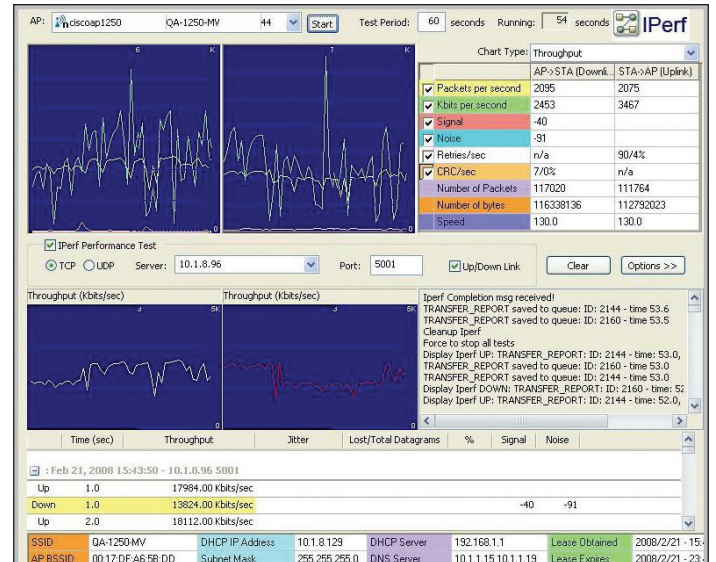 AP: ciscoap1250 QA-1250-MV 44 Start Test Period: 60 seconds Running: 54 seconds IPerf
Chart Type: Throughput
6 K 7 K
AP->STA (Downli... STA->AP (Uplink)
Packets per second 2095 2075
Kbits per second 2453 3467
Signal -40
Noise -91
Retries/sec n/a 90/4%
CRC/sec 7/0% n/a
Number of Packets 117020 111764
Number of bytes 116338136 112792023
Speed 130.0 130.0
0 0
IPerf Performance Test
TCP UDP Server: 10.1.8.96 Port: 5001 Up/Down Link Clear Options >>
Throughput (Kbits/sec) Throughput (Kbits/sec)
5K 5K
0 0
Iperf Completion msg received!
TRANSFER_REPORT saved to queue: ID: 2144 - time 53.6
TRANSFER_REPORT saved to queue: ID: 2160 - time 53.5
Cleanup Iperf
Force to stop all tests
Display Iperf UP: TRANSFER_REPORT: ID: 2144 - time: 53.0,
TRANSFER_REPORT saved to queue: ID: 2160 - time 53.0
TRANSFER_REPORT saved to queue: ID: 2144 - time 53.0
Display Iperf DOWN: TRANSFER_REPORT: ID: 2160 - time: 52
Display Iperf UP: TRANSFER_REPORT: ID: 2144 - time: 52.0,
Time (sec) Throughput Jitter Lost/Total Datagrams % Signal Noise
: Feb 21, 2008 15:43:50 - 10.1.8.96 5001
Up 1.0 17984.00 Kbits/sec
Down 1.0 13824.00 Kbits/sec -40 -91
Up 2.0 18112.00 Kbits/sec
SSID QA-1250-MV DHCP IP Address 10.1.8.129 DHCP Server 192.168.1.1 Lease Obtained 2008/2/21 - 15:
AP BSSID 00:17:DF:A6:5B:DD Subnet Mask 255.255.255.0 DNS Server 10.1.1.15 10.1.1.19 Lease Expires 2008/2/21 - 23: